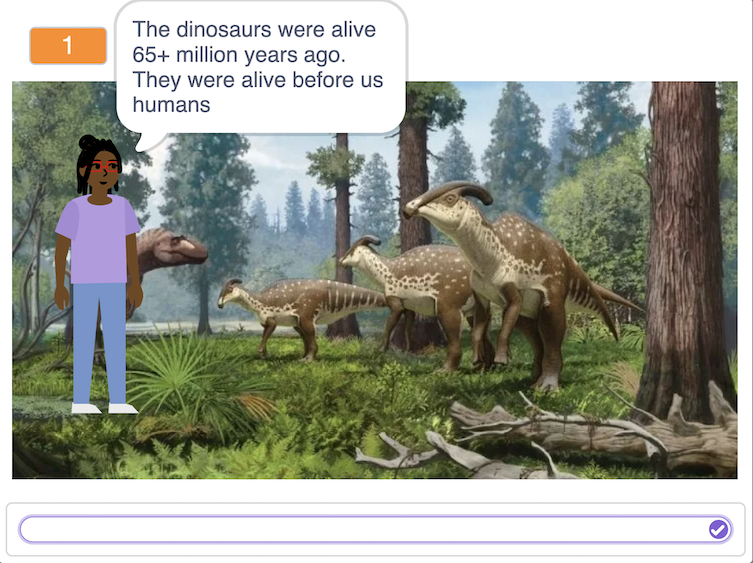 1
The dinosaurs were alive
65+ million years ago.
They were alive before us
humans